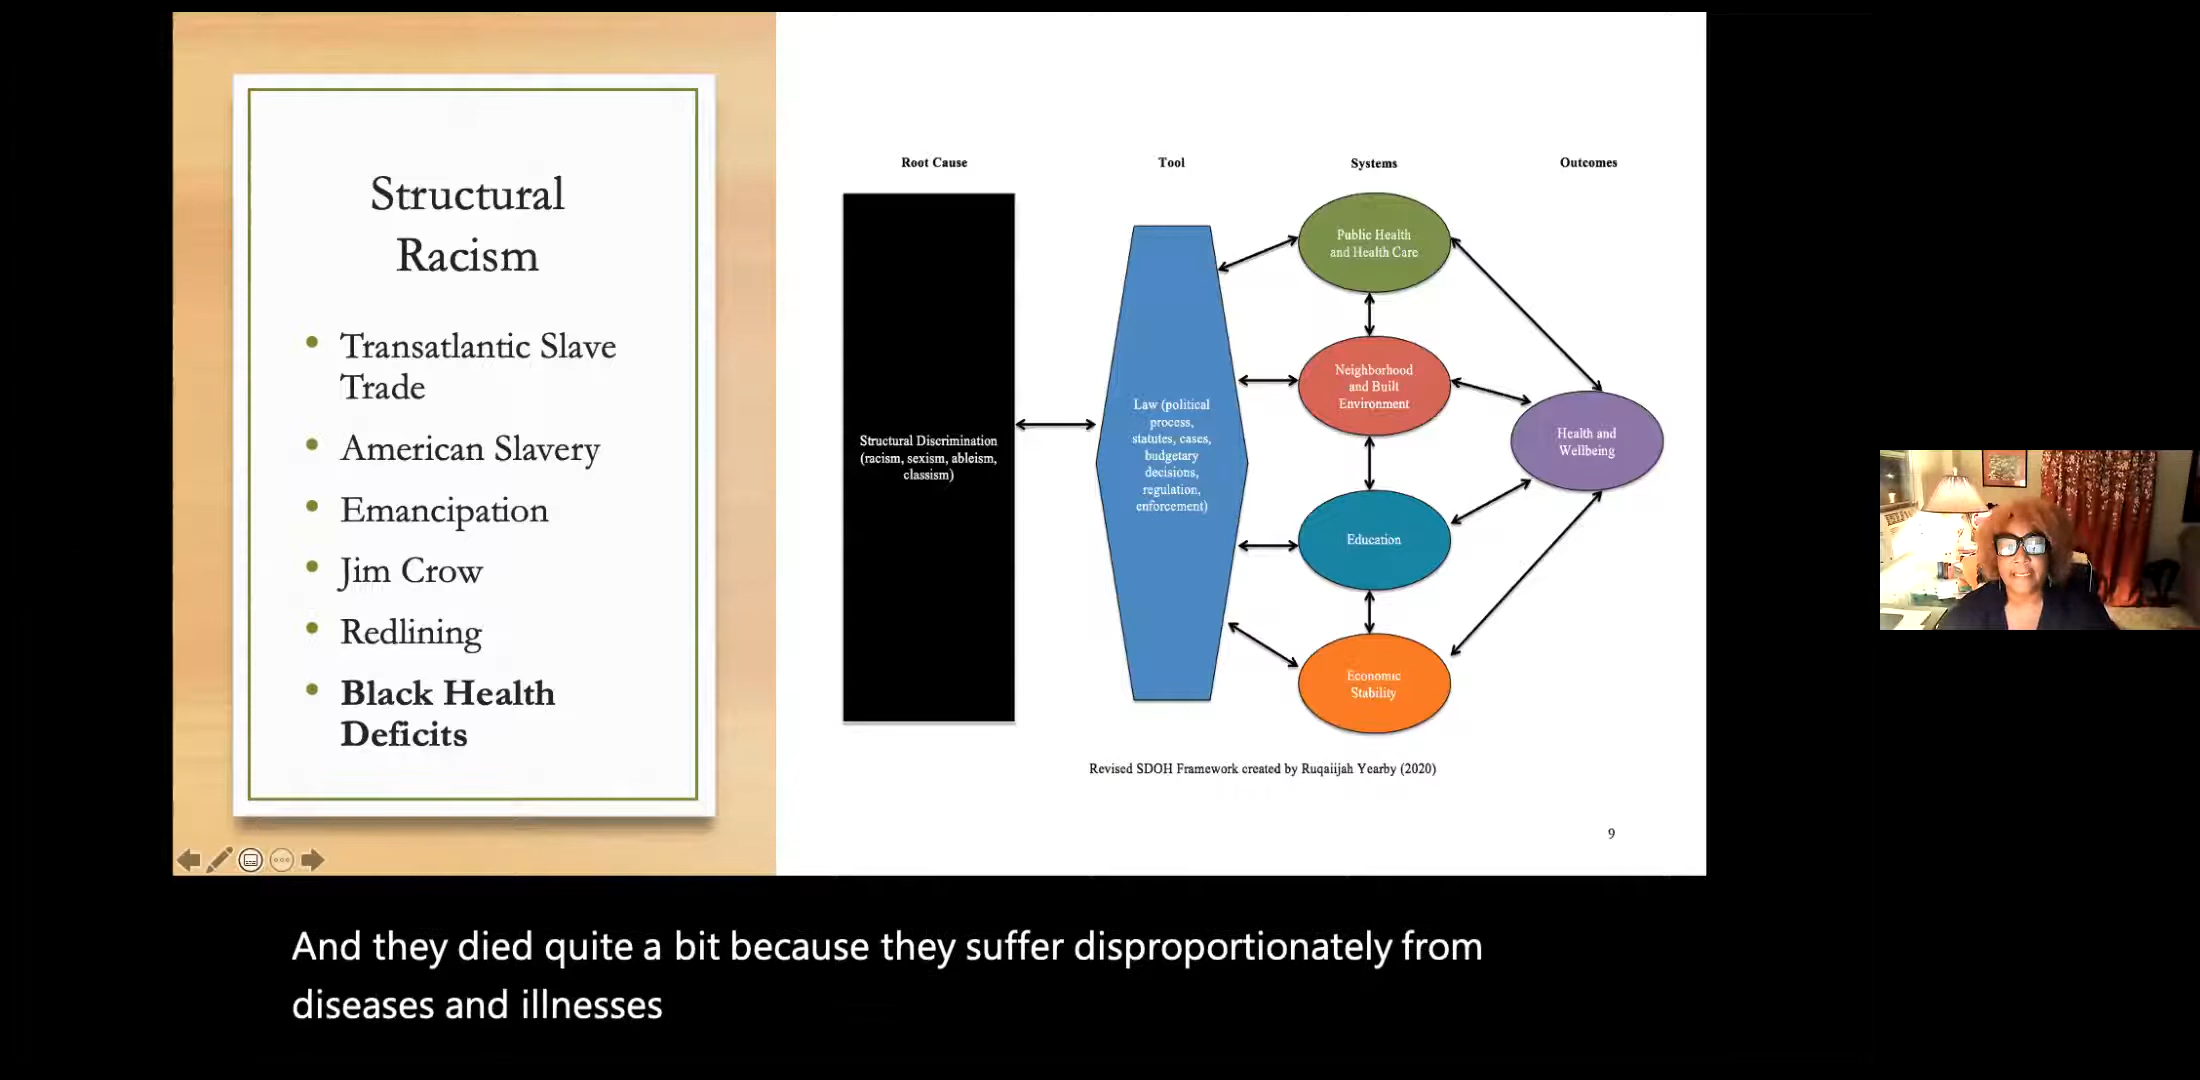 Structural
Racism
• Transatlantic Slave
Trade
• American Slavery
• Emancipation
• Jim Crow
• Redlining
• Black Health
Deficits
Root Cause
Tool
Systems
Outcomes
Structural Discrimination
(racism, sexism, ableism,
classism)
Law (political
process,
statutes, cases,
budgetary
decisions,
regulation,
enforcement)
Public Health
and Health Care
Neighborhood
and Built
Environment
Education
Economic
Stability
Health and
Wellbeing
Revised SDOH Framework created by Ruqaiijah Yearby (2020)
9
And they died quite a bit because they suffer disproportionately from
diseases and illnesses